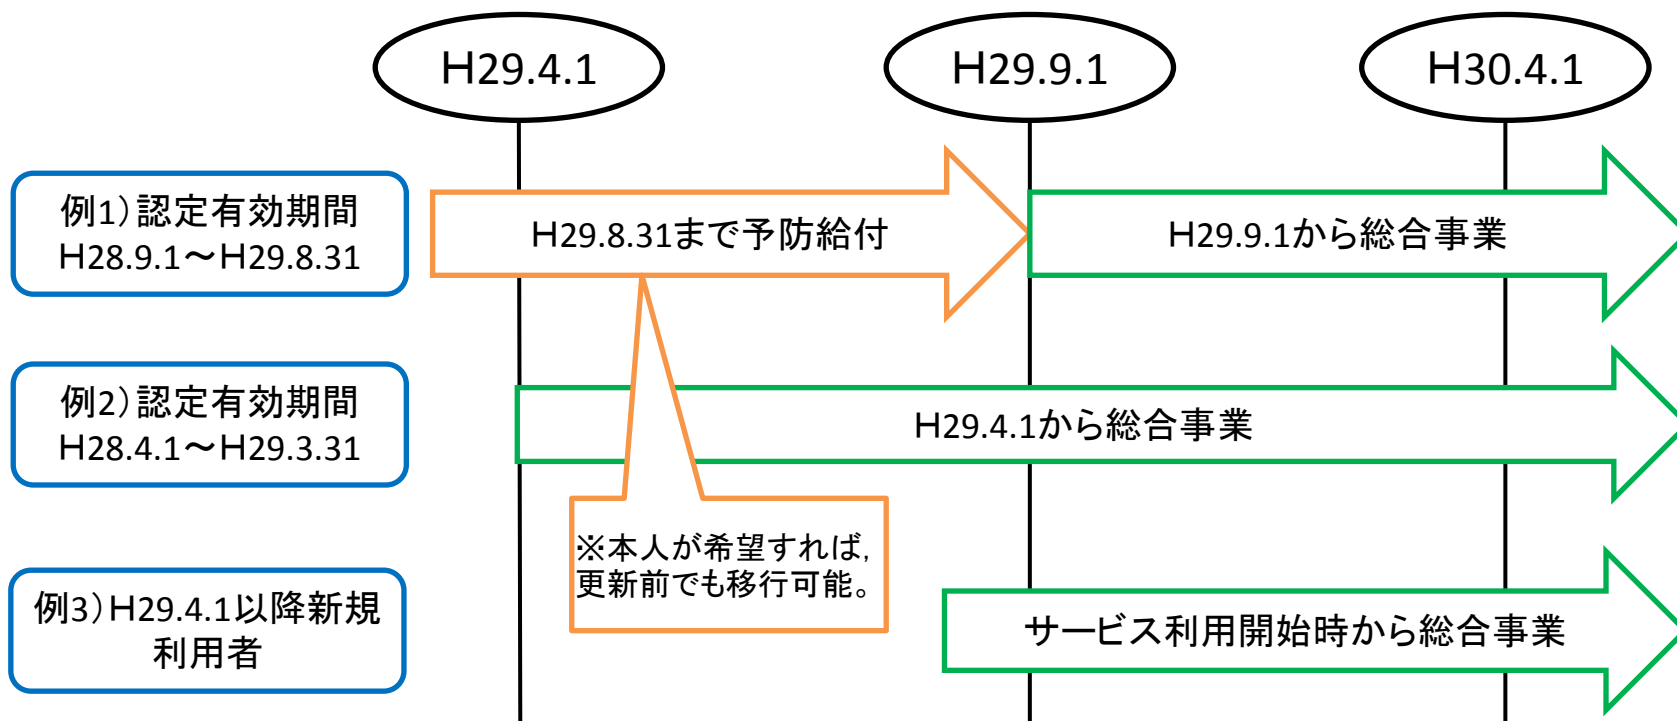 H29.4.1
H29.9.1
H30.4.1
例1）認定有効期間
H28.9.1～H29.8.31
H29.8.31まで予防給付
H29.9.1から総合事業
例2）認定有効期間
H28.4.1～H29.3.31
H29.4.1から総合事業
※本人が希望すれば,
更新前でも移行可能。
例3）H29.4.1以降新規
利用者
サービス利用開始時から総合事業